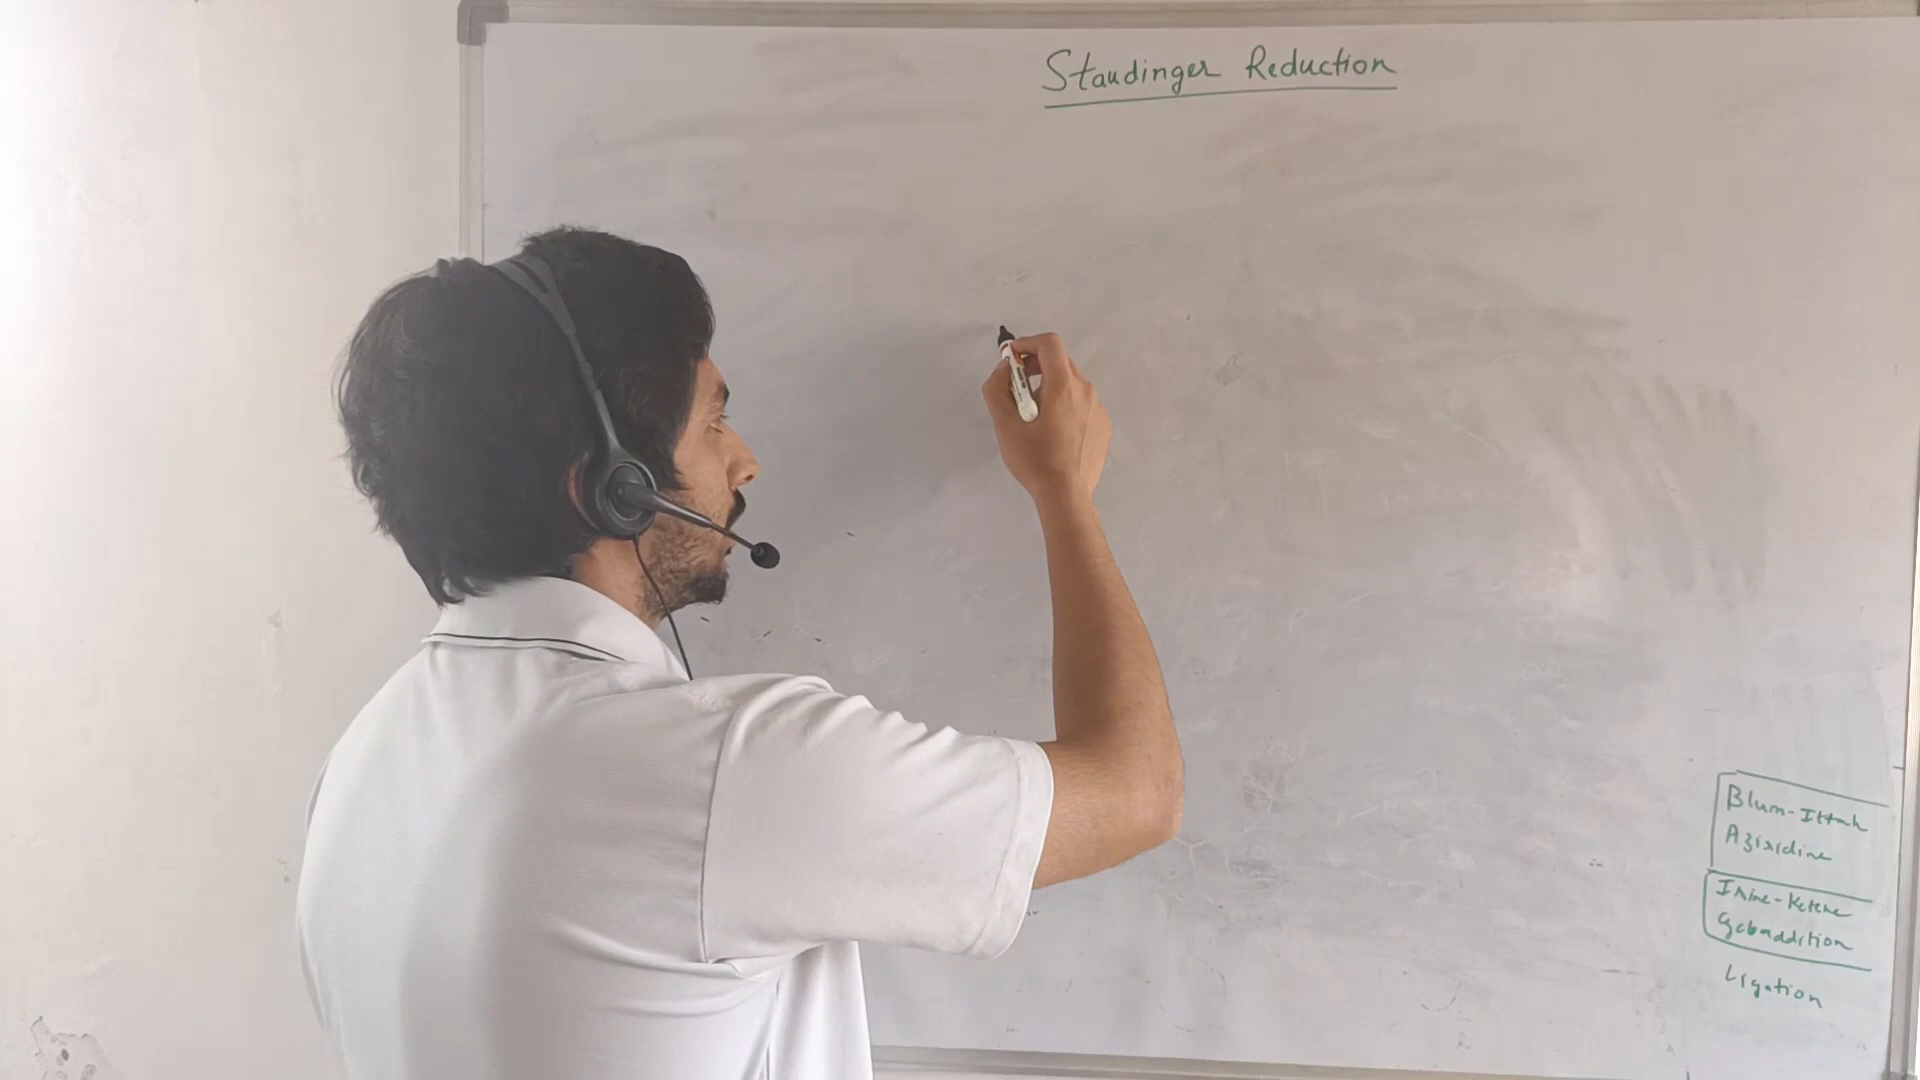 Staudinger Reduction
Blum-Ittah
Aziridine
Imine-Ketene
Cycloaddition
Ligation